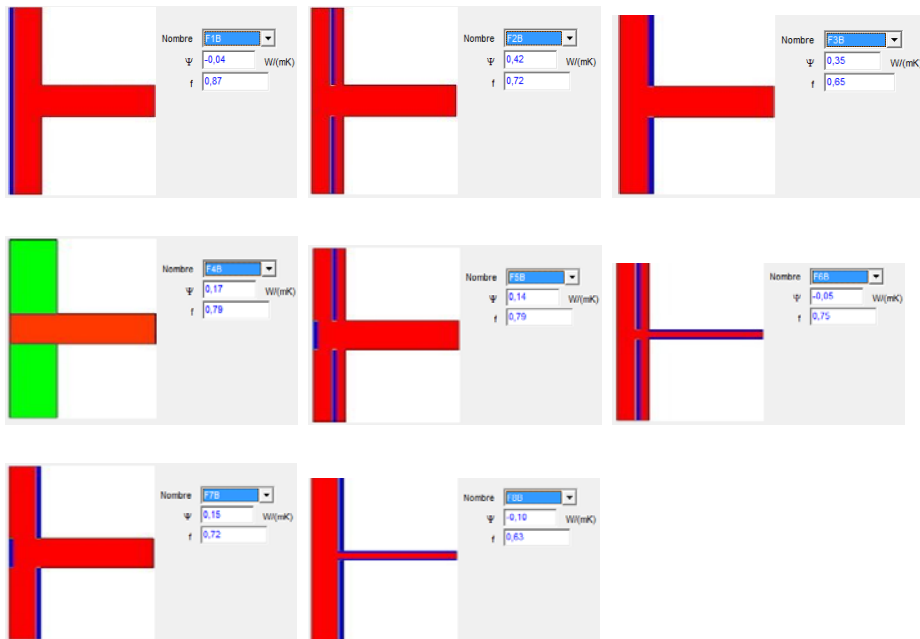 Nombre F1B
Ψ -0,04 W/(mK)
f 0,87
Nombre F2B
Ψ 0,42 W/(mK)
f 0,72
Nombre F3B
Ψ 0,35 W/(mK)
f 0,65
Nombre F4B
Ψ 0,17 W/(mK)
f 0,79
Nombre F5B
Ψ 0,14 W/(mK)
f 0,79
Nombre F6B
Ψ -0,05 W/(mK)
f 0,75
Nombre F7B
Ψ 0,15 W/(mK)
f 0,72
Nombre F8B
Ψ -0,10 W/(mK)
f 0,63